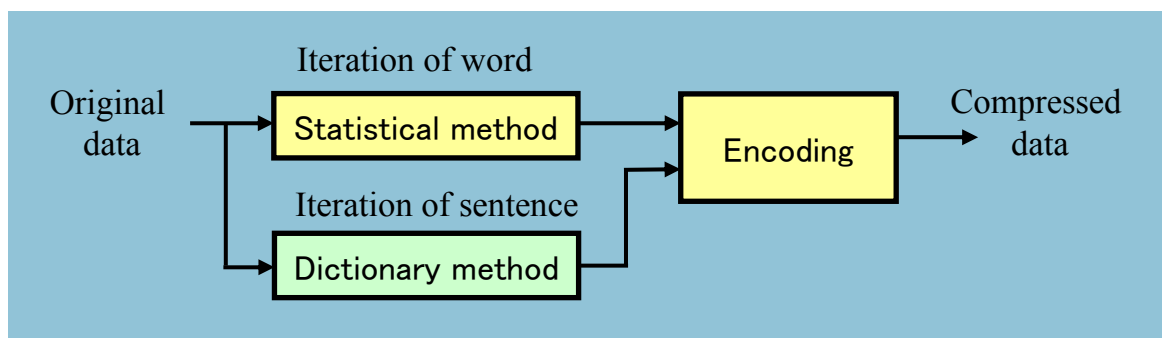 Iteration of word
Original
data
Statistical method
Encoding
Compressed
data
Iteration of sentence
Dictionary method